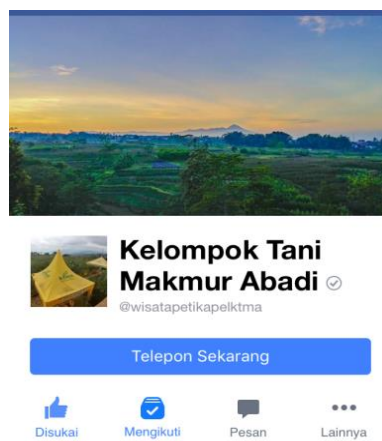 Kelompok Tani
Makmur Abadi
@wisatapetikapelktma
Telepon Sekarang
Disukai
Mengikuti
Pesan
Lainnya